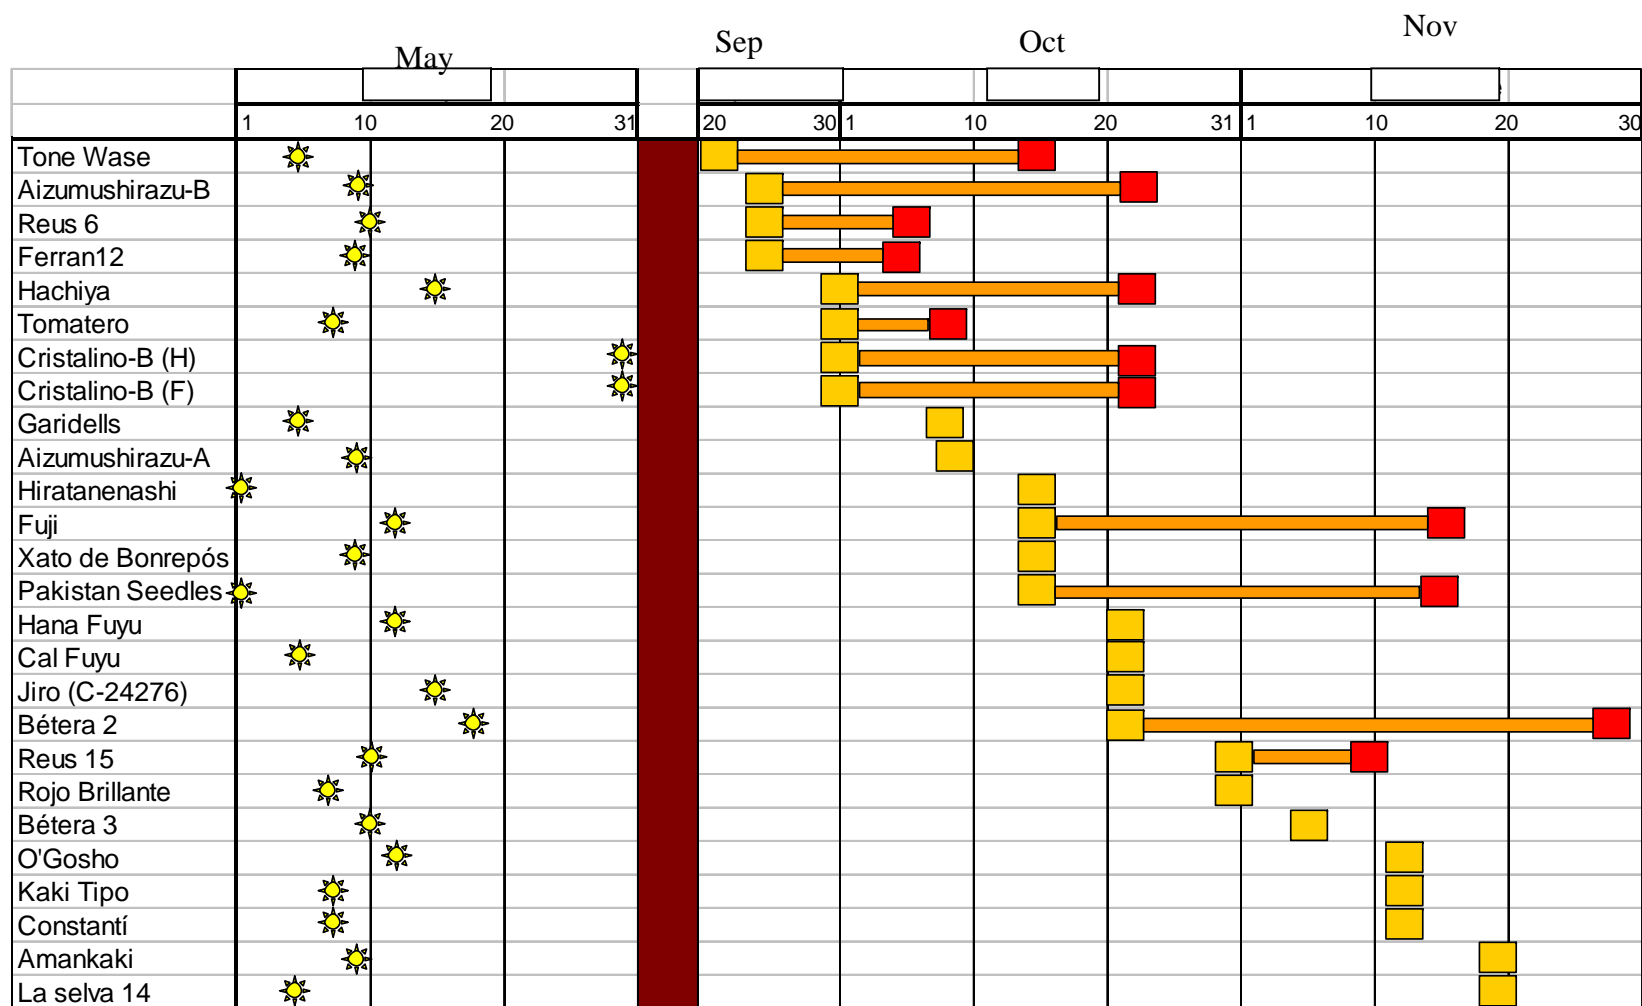 May Sep Oct Nov
1 10 20 31 20 30 1 10 20 31 1 10 20 30
Tone Wase
Aizumushirazu-B
Reus 6
Ferran12
Hachiya
Tomatero
Cristalino-B (H)
Cristalino-B (F)
Garidells
Aizumushirazu-A
Hiratanenashi
Fuji
Xato de Bonrepós
Pakistan Seedles
Hana Fuyu
Cal Fuyu
Jiro (C-24276)
Bétera 2
Reus 15
Rojo Brillante
Bétera 3
O'Gosho
Kaki Tipo
Constantí
Amankaki
La selva 14